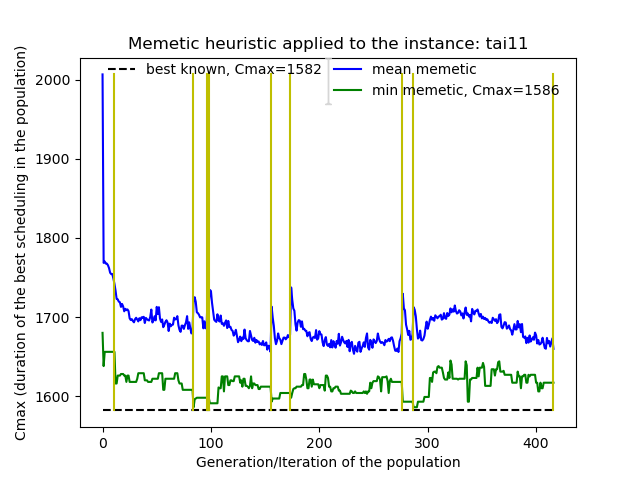 Memetic heuristic applied to the instance: tai11
best known, Cmax=1582
mean memetic
min memetic, Cmax=1586
Cmax (duration of the best scheduling in the population)
2000
1900
1800
1700
1600
0 100 200 300 400
Generation/Iteration of the population